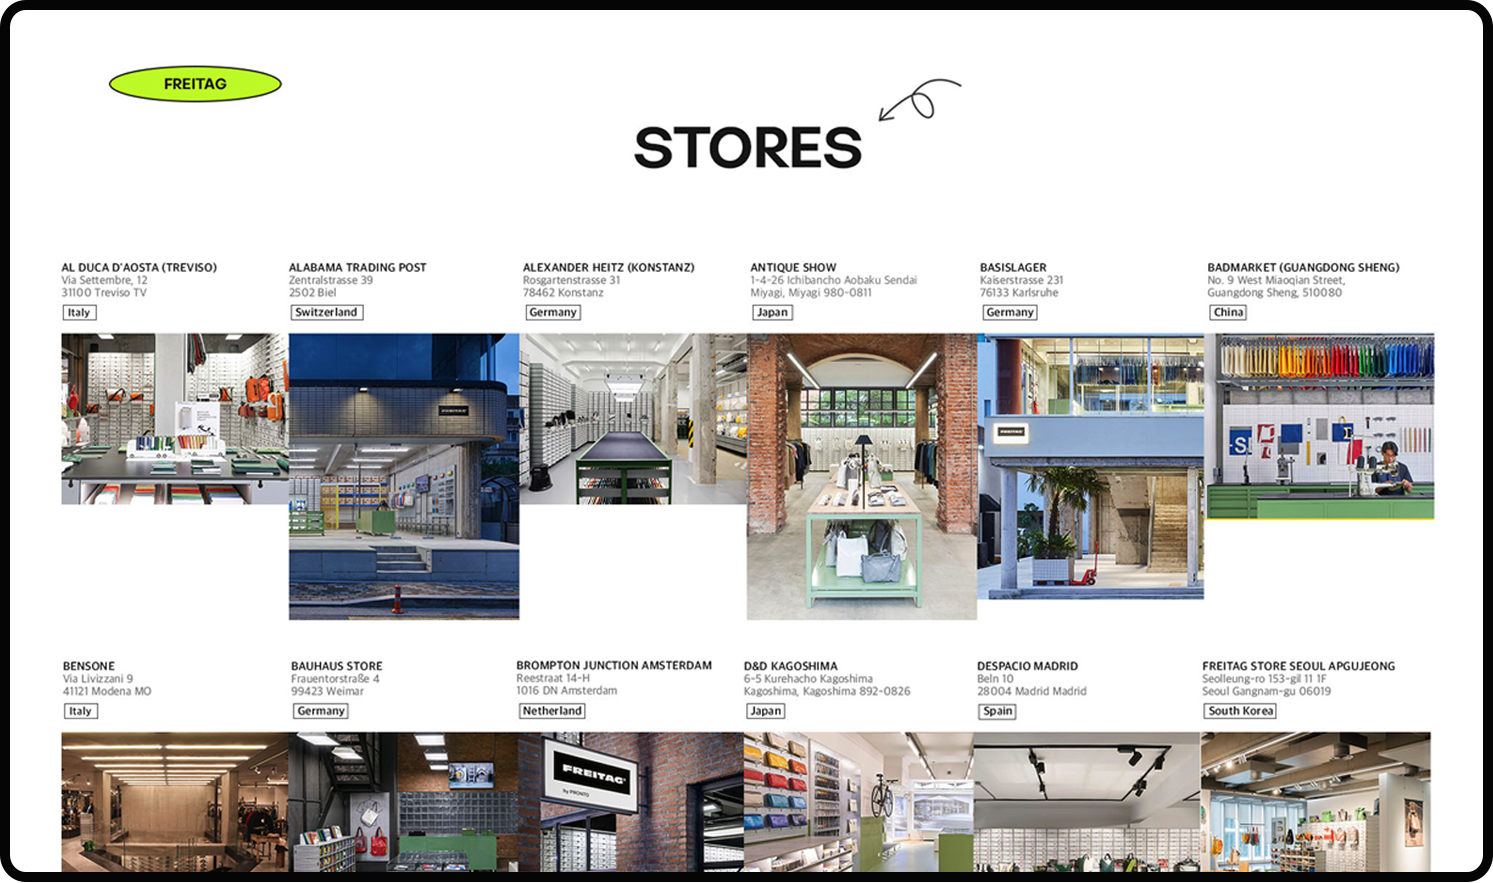 FREITAG
STORES
AL DUCA D'AOSTA (TREVISO)
Via Settembre, 12
31100 Treviso TV
Italy
ALABAMA TRADING POST
Zentralstrasse 39
2502 Biel
Switzerland
ALEXANDER HEITZ (KONSTANZ)
Rosgartenstrasse 31
78462 Konstanz
Germany
ANTIQUE SHOW
1-4-26 Ichibancho Aobaku Sendai
Miyagi, Miyagi 980-0811
Japan
BASISLAGER
Kaiserstrasse 231
76133 Karlsruhe
Germany
BADMARKET (GUANGDONG SHENG)
No. 9 West Miaoqian Street,
Guangdong Sheng, 510080
China
FREITAG
FREITAG
BENSONE
Via Livizzani 9
41121 Modena MO
Italy
BAUHAUS STORE
Frauentorstraße 4
99423 Weimar
Germany
BROMPTON JUNCTION AMSTERDAM
Reestraat 14-H
1016 DN Amsterdam
Netherland
D&D KAGOSHIMA
6-5 Kurehacho Kagoshima
Kagoshima, Kagoshima 892-0826
Japan
DESPACIO MADRID
Beln 10
28004 Madrid Madrid
Spain
FREITAG STORE SEOUL APGUJEONG
Seolleung-ro 153-gil 11 1F
Seoul Gangnam-gu 06019
South Korea
FREITAG
by PRONTO